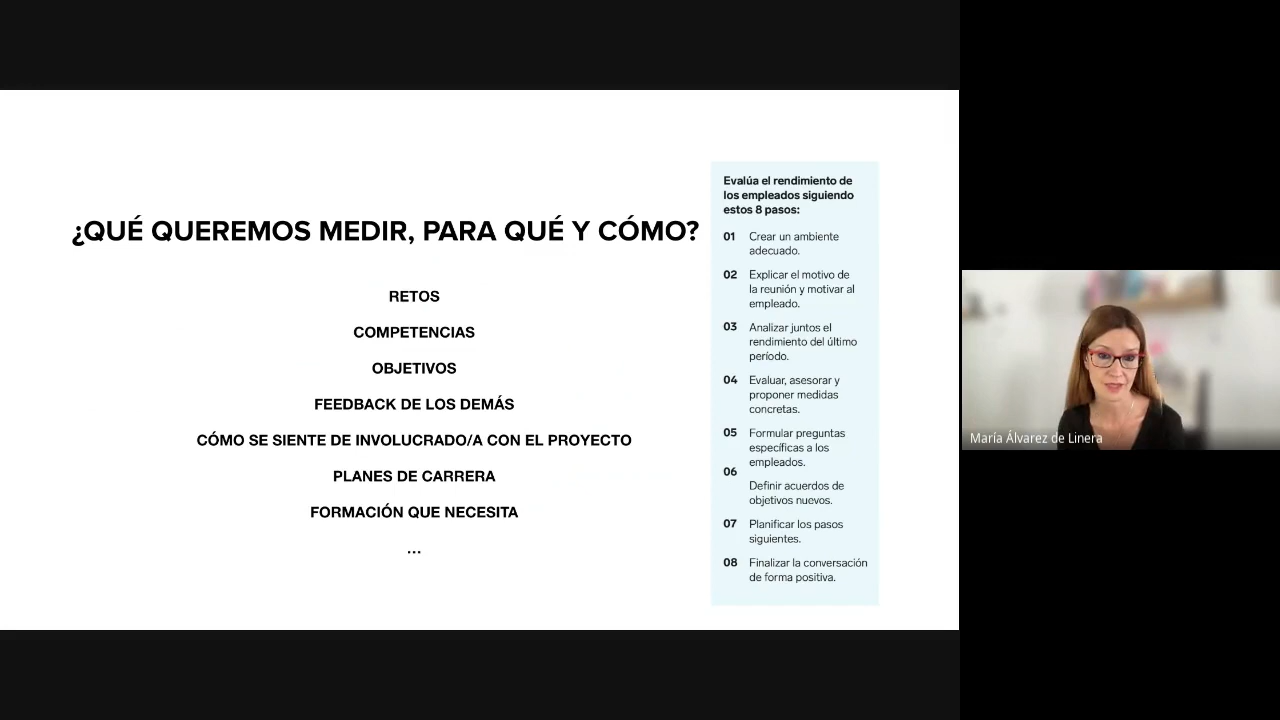 ¿QUÉ QUEREMOS MEDIR, PARA QUÉ Y CÓMO?
RETOS
COMPETENCIAS
OBJETIVOS
FEEDBACK DE LOS DEMÁS
CÓMO SE SIENTE DE INVOLUCRADO/A CON EL PROYECTO
PLANES DE CARRERA
FORMACIÓN QUE NECESITA
...
Evalúa el rendimiento de
los empleados siguiendo
estos 8 pasos:
01 Crear un ambiente
adecuado.
02 Explicar el motivo de
la reunión y motivar al
empleado.
03 Analizar juntos el
rendimiento del último
período.
04 Evaluar, asesorar y
proponer medidas
concretas.
05 Formular preguntas
específicas a los
empleados.
06
Definir acuerdos de
objetivos nuevos.
07 Planificar los pasos
siguientes.
08 Finalizar la conversación
de forma positiva.
María Álvarez de Linera